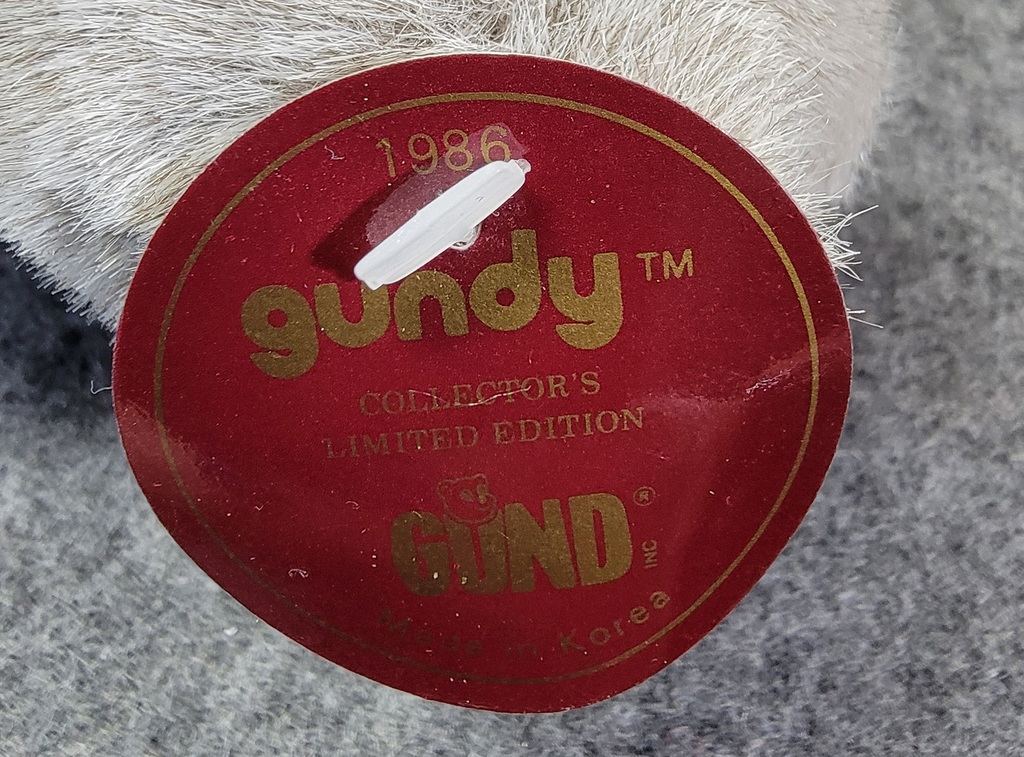 1986
gundy™
COLLECTOR'S
LIMITED EDITION
GUND® INC
Made in Korea